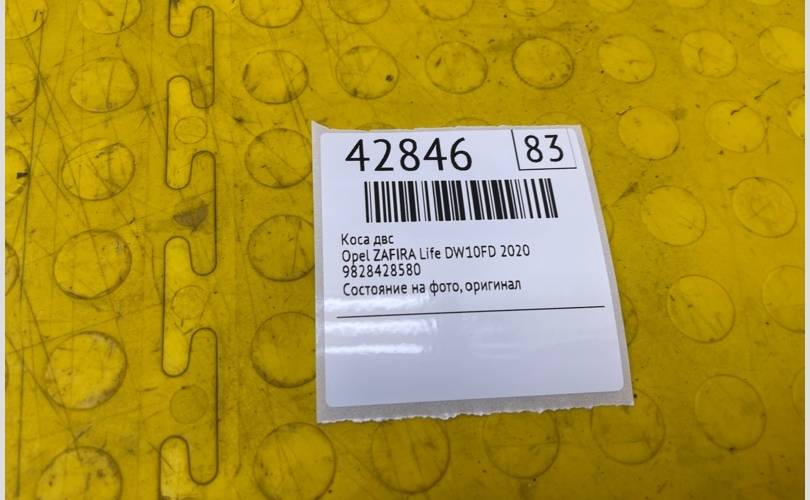 42846 83
Коса двс
Opel ZAFIRA Life DW10FD 2020
9828428580
Состояние на фото, оригинал